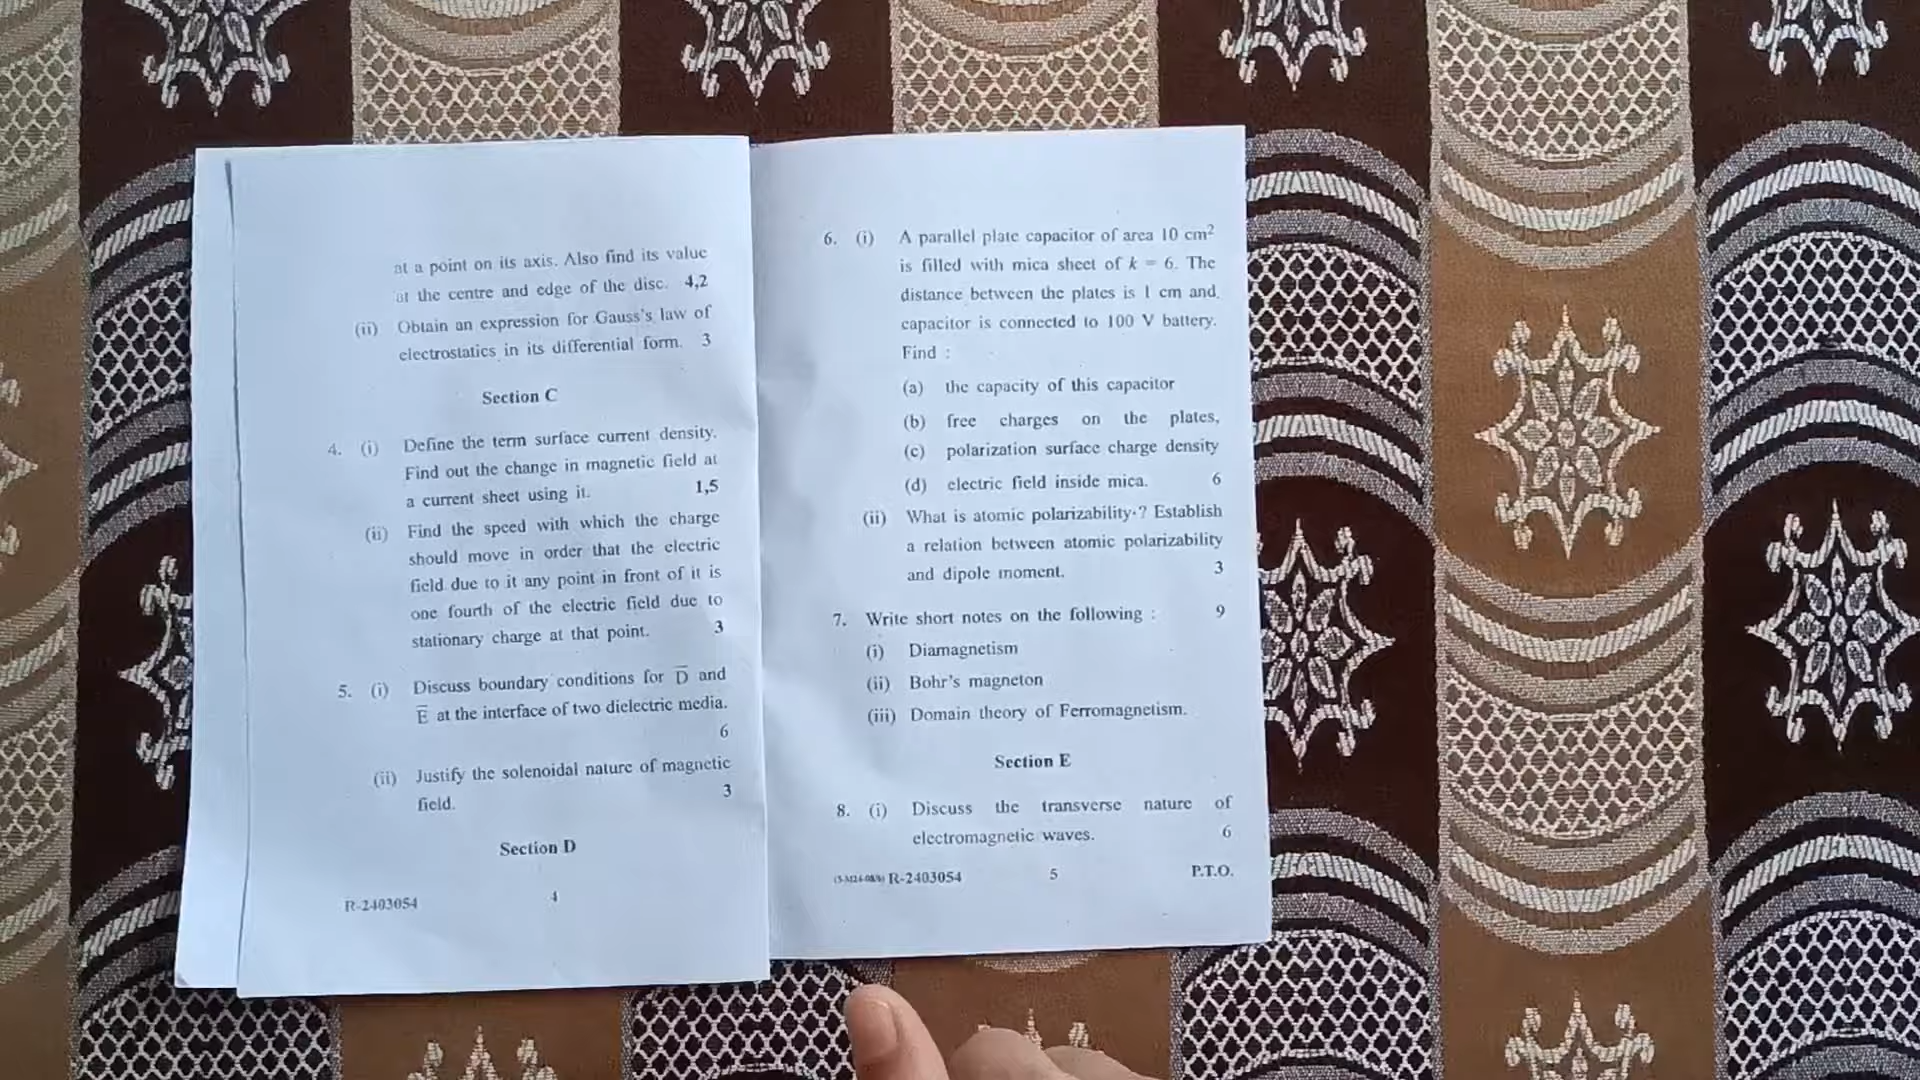 at a point on its axis. Also find its value
at the centre and edge of the disc. 4,2
(ii) Obtain an expression for Gauss's law of
electrostatics in its differential form. 3
Section C
4. (i) Define the term surface current density.
Find out the change in magnetic field at
a current sheet using it. 1,5
(ii) Find the speed with which the charge
should move in order that the electric
field due to it any point in front of it is
one fourth of the electric field due to
stationary charge at that point. 3
5. (i) Discuss boundary conditions for D̅ and
E̅ at the interface of two dielectric media.
6
(ii) Justify the solenoidal nature of magnetic
field. 3
Section D
R-2403054 4
6. (i) A parallel plate capacitor of area 10 cm²
is filled with mica sheet of k = 6. The
distance between the plates is 1 cm and
capacitor is connected to 100 V battery.
Find :
(a) the capacity of this capacitor
(b) free charges on the plates,
(c) polarization surface charge density
(d) electric field inside mica. 6
(ii) What is atomic polarizability ? Establish
a relation between atomic polarizability
and dipole moment. 3
7. Write short notes on the following : 9
(i) Diamagnetism
(ii) Bohr's magneton
(iii) Domain theory of Ferromagnetism.
Section E
8. (i) Discuss the transverse nature of
electromagnetic waves. 6
R-2403054 5 P.T.O.